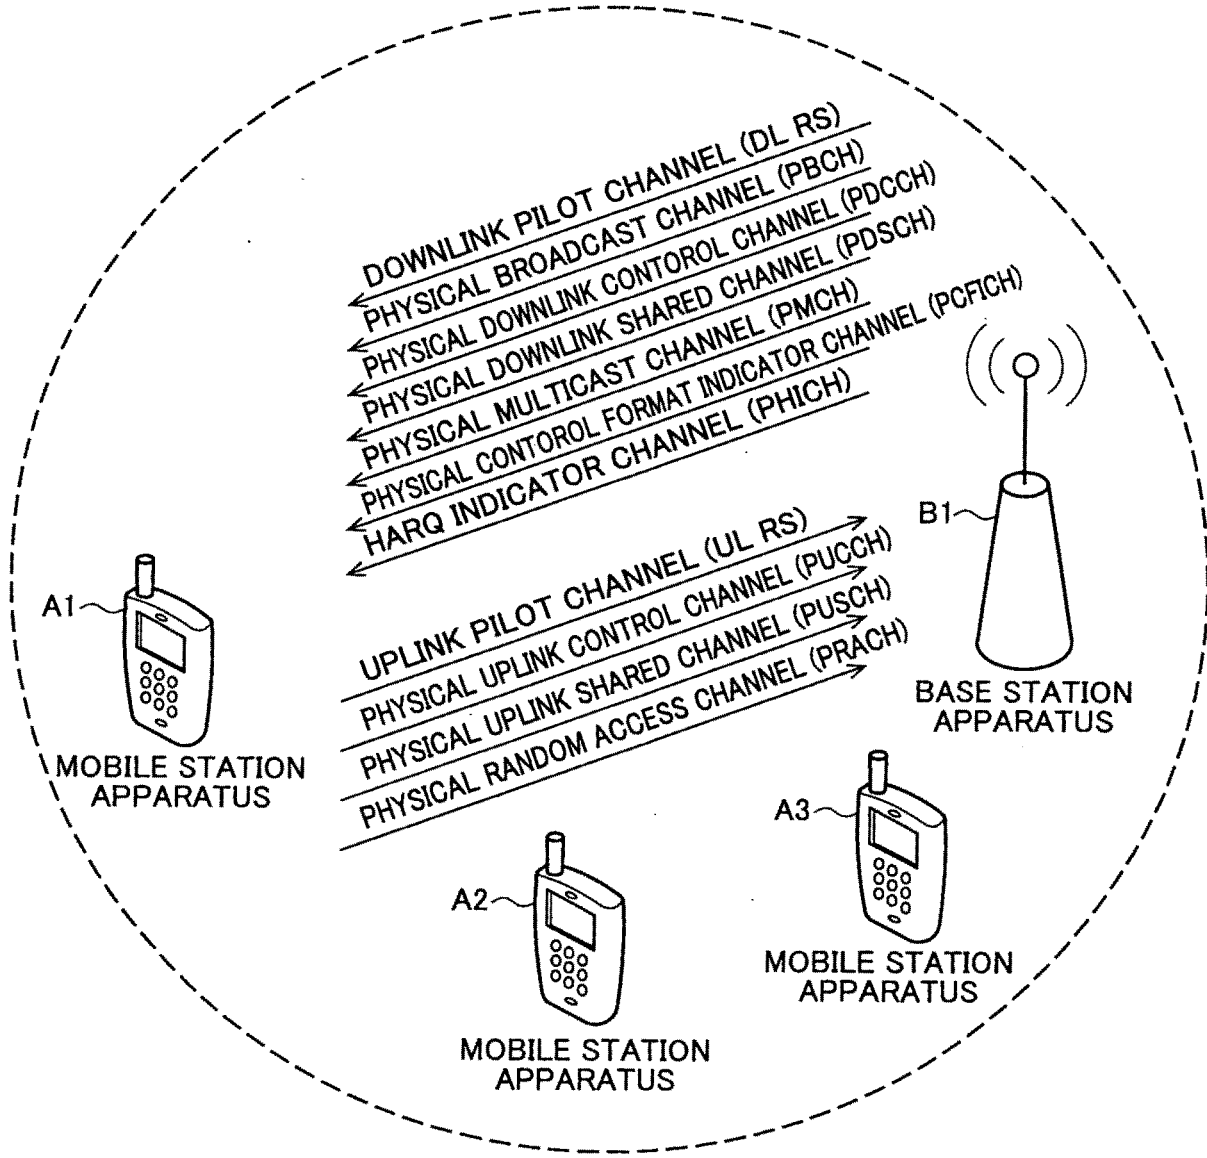 DOWNLINK PILOT CHANNEL (DL RS)
PHYSICAL BROADCAST CHANNEL (PBCH)
PHYSICAL DOWNLINK CONTOROL CHANNEL (PDCCH)
PHYSICAL DOWNLINK SHARED CHANNEL (PDSCH)
PHYSICAL MULTICAST CHANNEL (PMCH)
PHYSICAL CONTOROL FORMAT INDICATOR CHANNEL (PCFICH)
HARQ INDICATOR CHANNEL (PHICH)
UPLINK PILOT CHANNEL (UL RS)
PHYSICAL UPLINK CONTROL CHANNEL (PUCCH)
PHYSICAL UPLINK SHARED CHANNEL (PUSCH)
PHYSICAL RANDOM ACCESS CHANNEL (PRACH)
B1
BASE STATION
APPARATUS
A1
MOBILE STATION
APPARATUS
A2
MOBILE STATION
APPARATUS
A3
MOBILE STATION
APPARATUS